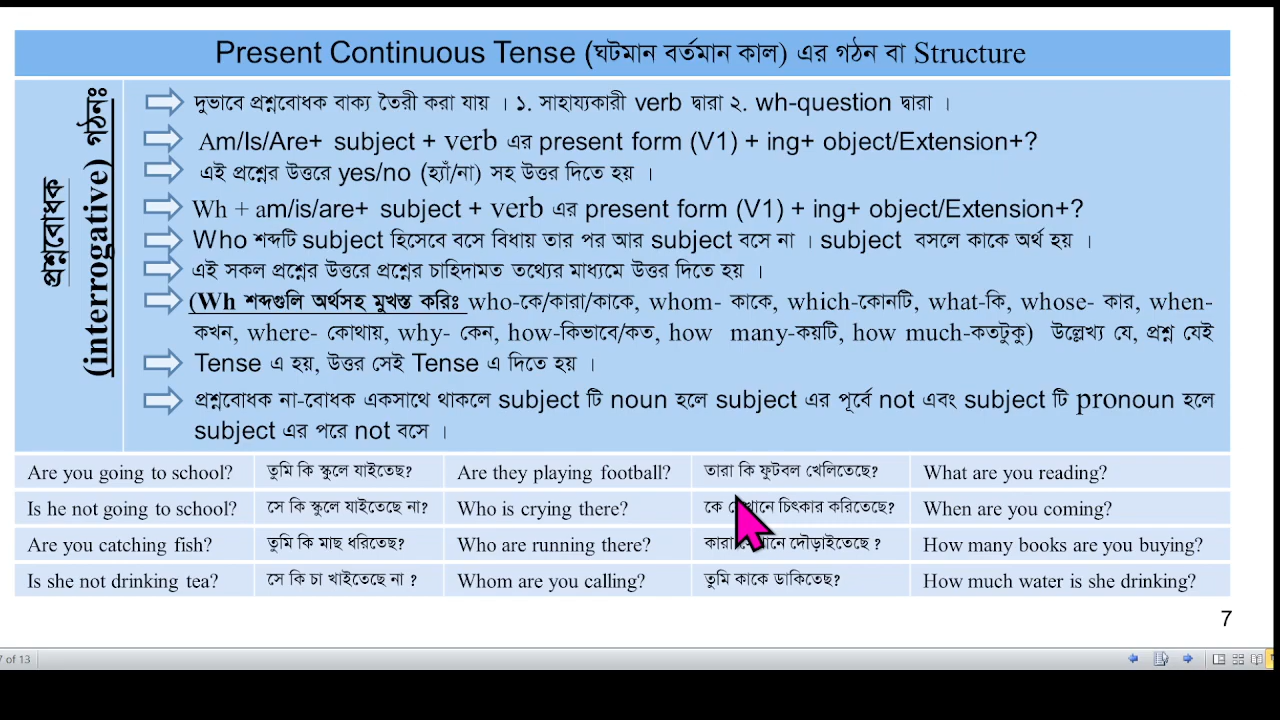 Present Continuous Tense (ঘটমান বর্তমান কাল) এর গঠন বা Structure
প্রশ্নবোধক
(interrogative) গঠনঃ
দুভাবে প্রশ্নবোধক বাক্য তৈরী করা যায় । ১. সাহায্যকারী verb দ্বারা ২. wh-question দ্বারা ।
Am/Is/Are+ subject + verb এর present form (V1) + ing+ object/Extension+?
এই প্রশ্নের উত্তরে yes/no (হ্যাঁ/না) সহ উত্তর দিতে হয় ।
Wh + am/is/are+ subject + verb এর present form (V1) + ing+ object/Extension+?
Who শব্দটি subject হিসেবে বসে বিধায় তার পর আর subject বসে না । subject বসলে কাকে অর্থ হয় ।
এই সকল প্রশ্নের উত্তরে প্রশ্নের চাহিদামত তথ্যের মাধ্যমে উত্তর দিতে হয় ।
(Wh শব্দগুলি অর্থসহ মুখস্ত করিঃ who-কে/কারা/কাকে, whom- কাকে, which-কোনটি, what-কি, whose- কার, when-
কখন, where- কোথায়, why- কেন, how-কিভাবে/কত, how many-কয়টি, how much-কতটুকু) উল্লেখ্য যে, প্রশ্ন যেই
Tense এ হয়, উত্তর সেই Tense এ দিতে হয় ।
প্রশ্নবোধক না-বোধক একসাথে থাকলে subject টি noun হলে subject এর পূর্বে not এবং subject টি pronoun হলে
subject এর পরে not বসে ।
Are you going to school? তুমি কি স্কুলে যাইতেছ? Are they playing football? তারা কি ফুটবল খেলিতেছে? What are you reading?
Is he not going to school? সে কি স্কুলে যাইতেছে না? Who is crying there? কে চিৎকার করিতেছে? When are you coming?
Are you catching fish? তুমি কি মাছ ধরিতেছ? Who are running there? কারা দৌড়াইতেছে ? How many books are you buying?
Is she not drinking tea? সে কি চা খাইতেছে না ? Whom are you calling? তুমি কাকে ডাকিতেছ? How much water is she drinking?
7
7 of 13